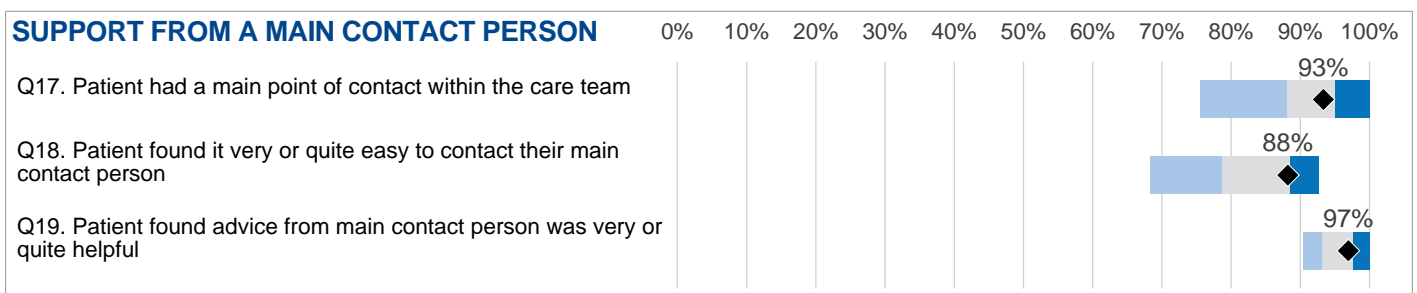 SUPPORT FROM A MAIN CONTACT PERSON 0% 10% 20% 30% 40% 50% 60% 70% 80% 90% 100%
93%
Q17. Patient had a main point of contact within the care team
88%
Q18. Patient found it very or quite easy to contact their main
contact person
97%
Q19. Patient found advice from main contact person was very or
quite helpful